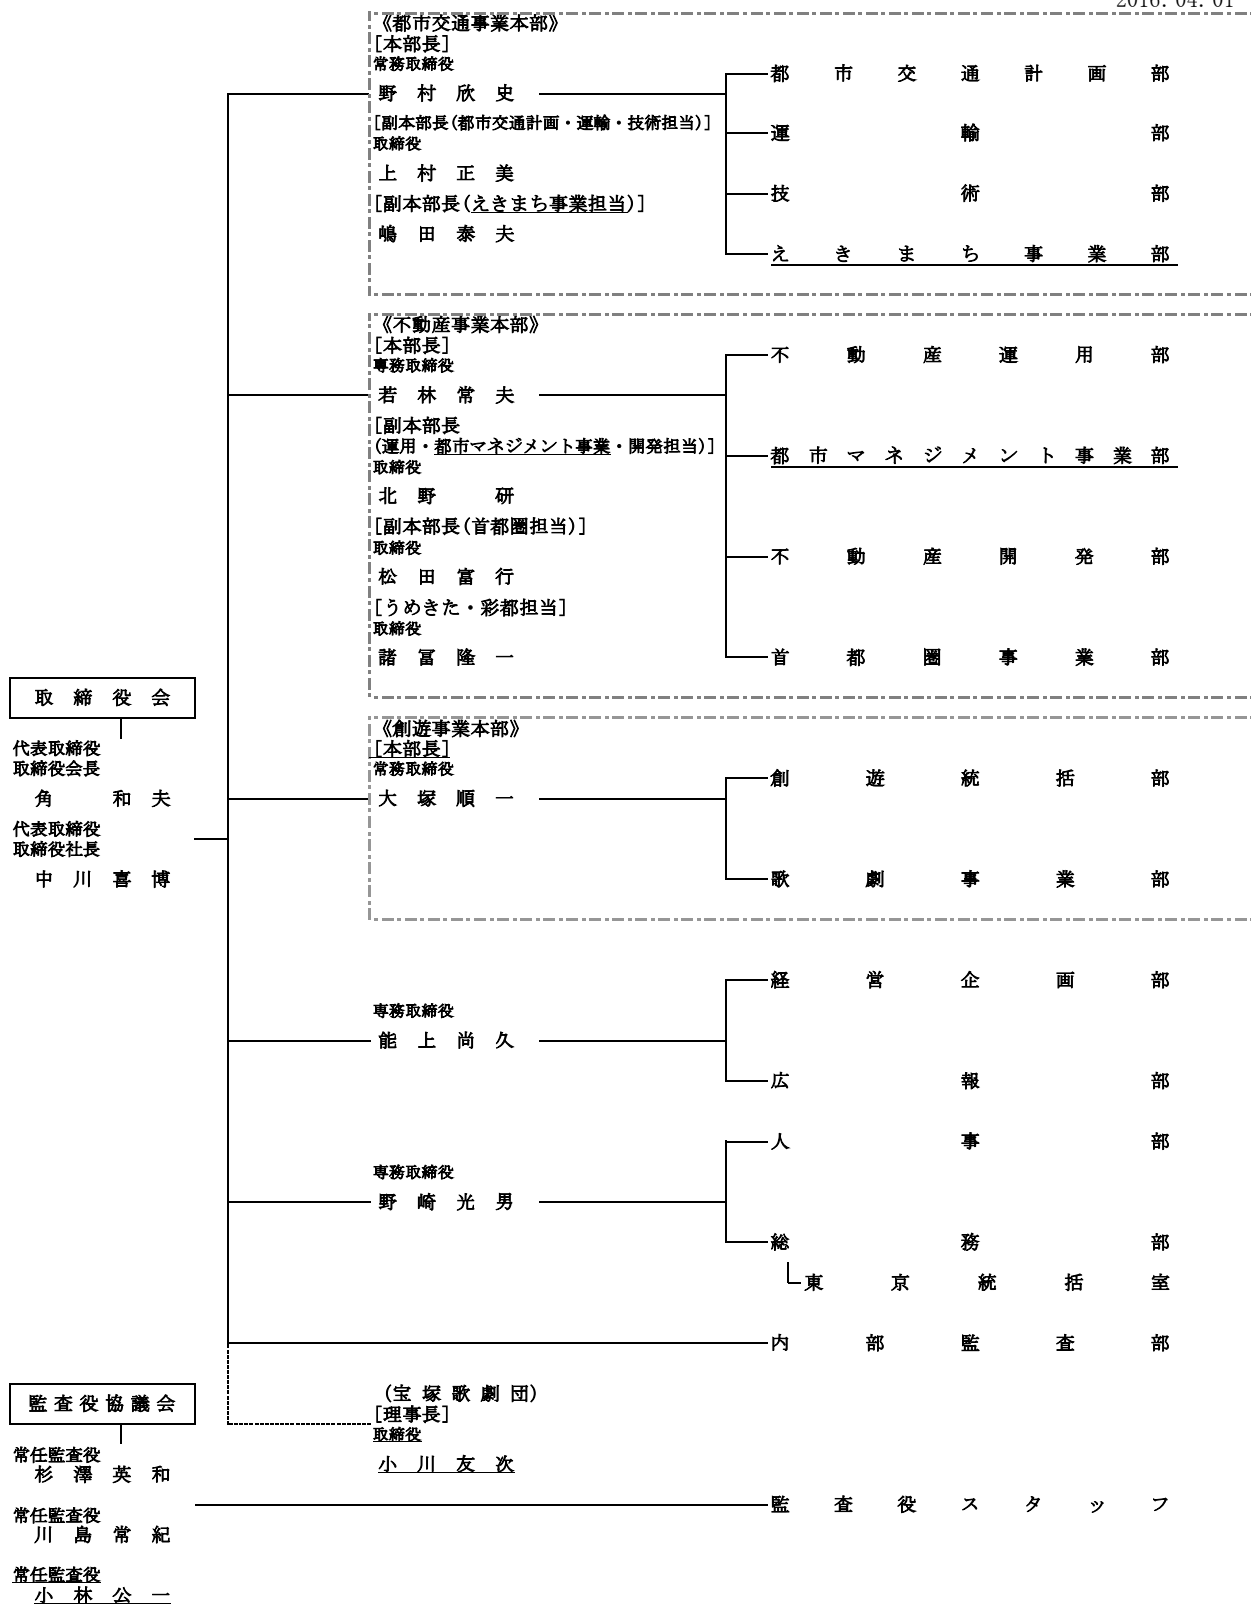 2016.04.01
《都市交通事業本部》
[本部長]
常務取締役
野村欣史
[副本部長(都市交通計画・運輸・技術担当)]
取締役
上村正美
[副本部長(えきまち事業担当)]
嶋田泰夫
都市交通計画部
運輸部
技術部
えきまち事業部
《不動産事業本部》
[本部長]
専務取締役
若林常夫
[副本部長
(運用・都市マネジメント事業・開発担当)]
取締役
北野 研
[副本部長(首都圏担当)]
取締役
松田富行
[うめきた・彩都担当]
取締役
諸冨隆一
不動産運用部
都市マネジメント事業部
不動産開発部
首都圏事業部
取締役会
代表取締役
取締役会長
角 和夫
代表取締役
取締役社長
中川喜博
《創遊事業本部》
[本部長]
常務取締役
大塚順一
創遊統括部
歌劇事業部
専務取締役
能上尚久
経営企画部
広報部
専務取締役
野崎光男
人事部
総務部
東京統括室
内部監査部
(宝塚歌劇団)
[理事長]
取締役
小川友次
監査役協議会
常任監査役
杉澤英和
常任監査役
川島常紀
常任監査役
小林公一
監査役スタッフ